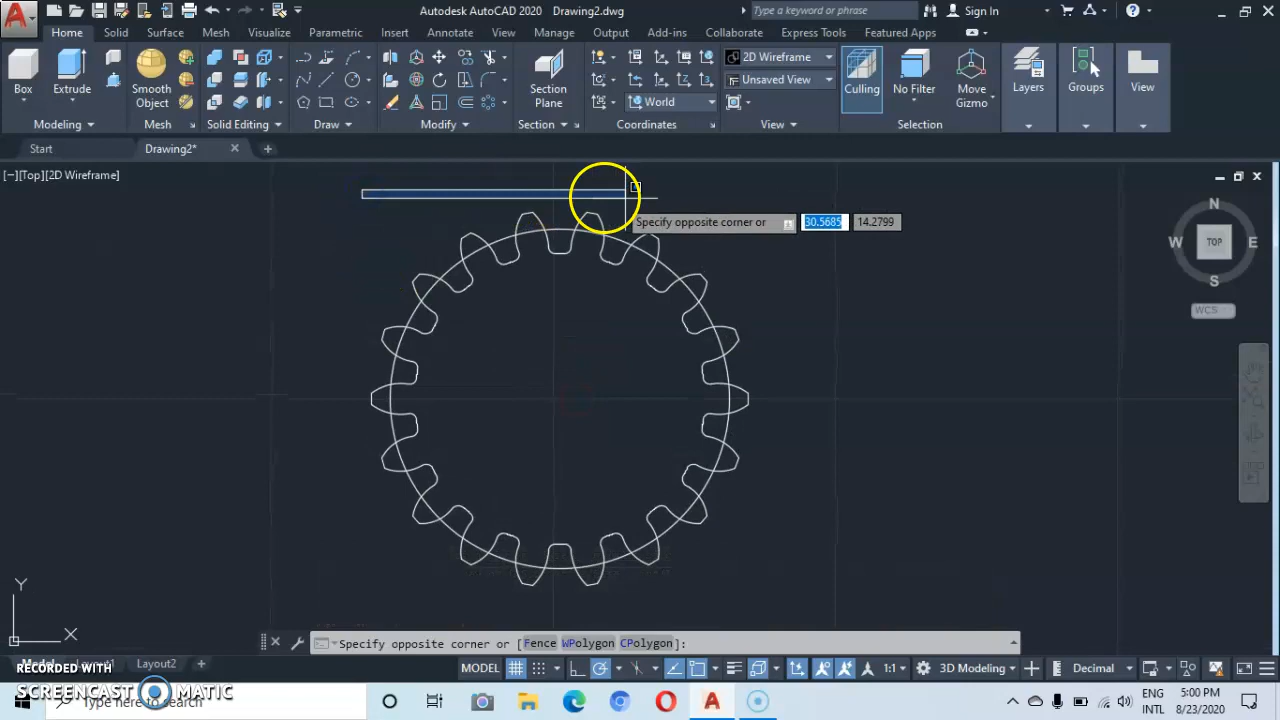 Autodesk AutoCAD 2020 Drawing2.dwg
Type a keyword or phrase
Sign In
Home Solid Surface Mesh Visualize Parametric Insert Annotate View Manage Output Add-ins Collaborate Express Tools Featured Apps
2D Wireframe
Unsaved View
World
Box
Extrude
Smooth
Object
Section
Plane
Culling
No Filter
Move
Gizmo
Layers
Groups
View
Modeling
Mesh
Solid Editing
Draw
Modify
Section
Coordinates
View
Selection
Start
Drawing2*
[−][Top][2D Wireframe]
N
W
TOP
E
S
WCS
Specify opposite corner or
30.5685
14.2799
Y
X
Specify opposite corner or [Fence WPolygon CPolygon]:
Layout2
MODEL
1:1
3D Modeling
Decimal
RECORDED WITH
SCREENCAST MATIC
here to search
ENG
INTL
5:00 PM
8/23/2020